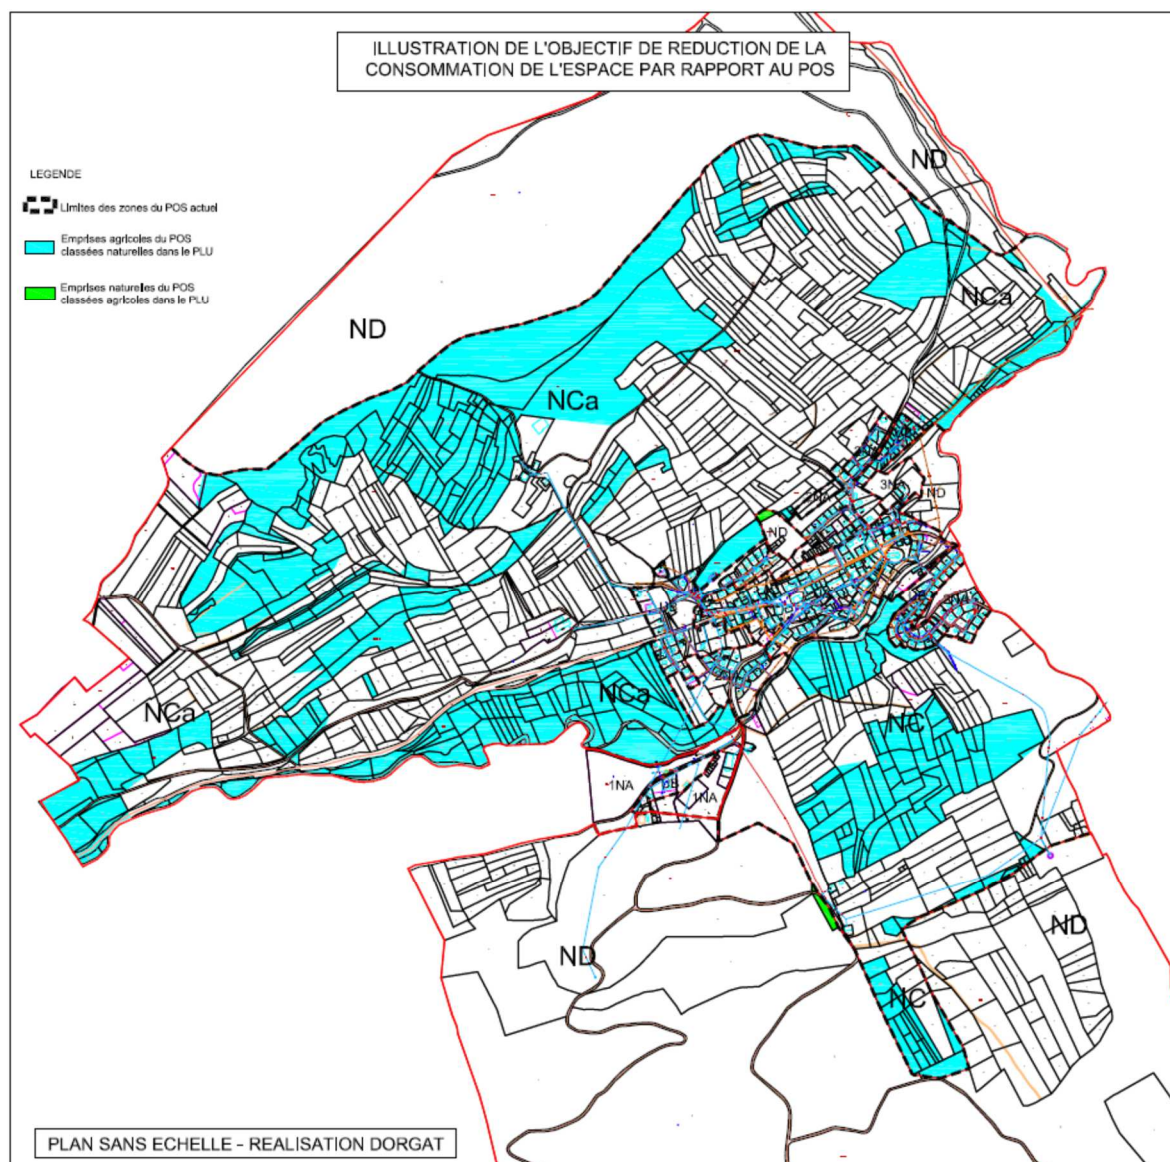 ILLUSTRATION DE L'OBJECTIF DE REDUCTION DE LA
CONSOMMATION DE L'ESPACE PAR RAPPORT AU POS
LEGENDE
Limites des zones du POS actuel
Emprises agricoles du POS
classées naturelles dans le PLU
Emprises naturelles du POS
classées agricoles dans le PLU
ND
NCa
ND
NCa
3NA
ND
ND
NCa
NCa
NC
1NA
1NA
ND
ND
NC
PLAN SANS ECHELLE - REALISATION DORGAT